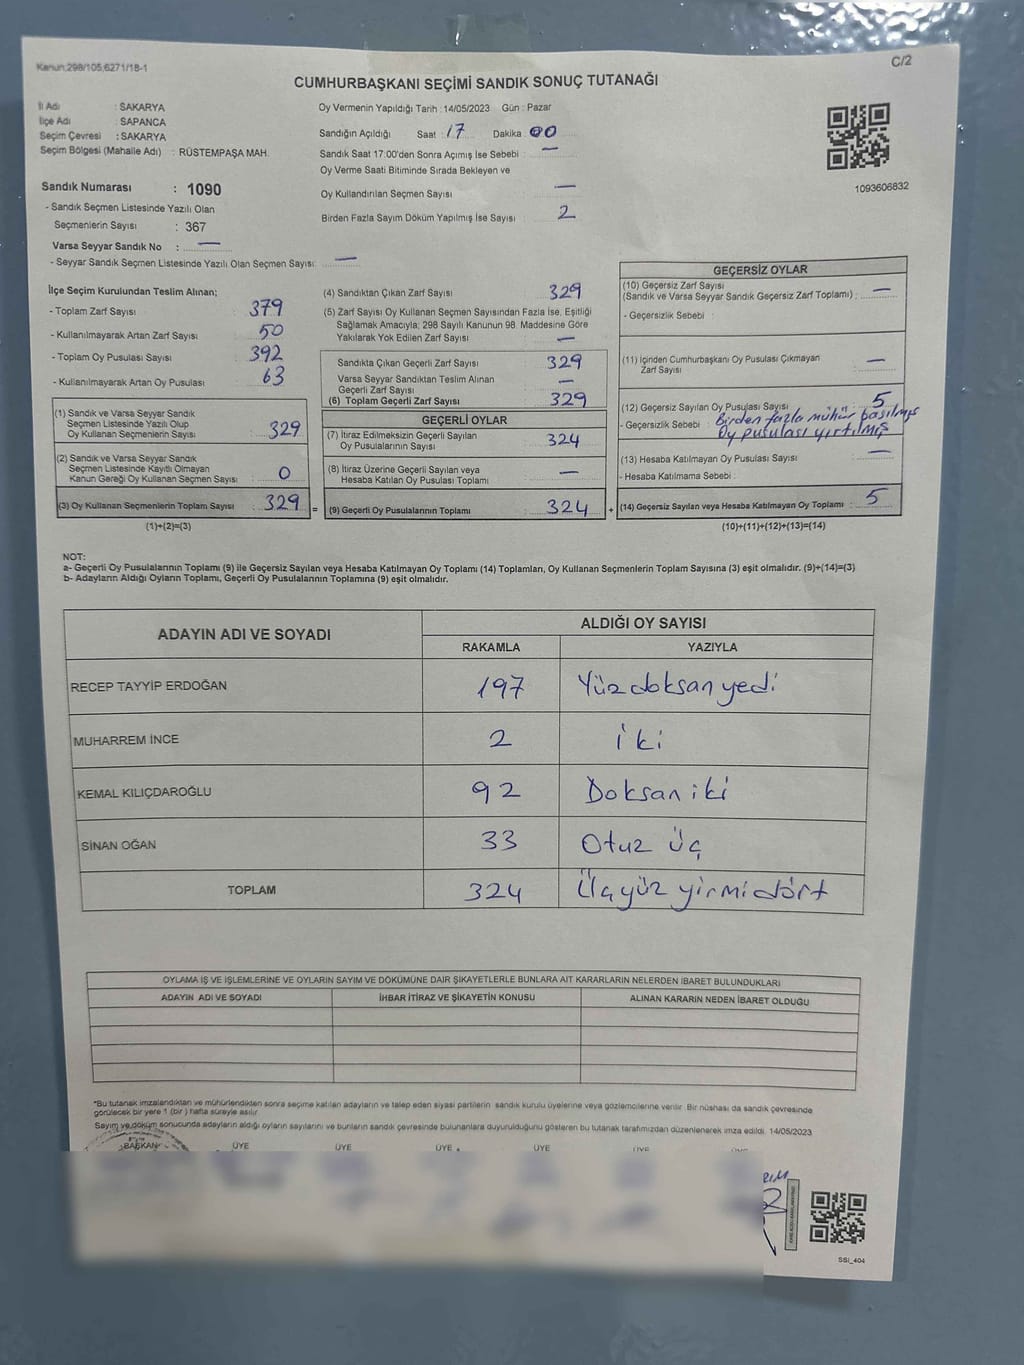 Kanun.298/105,6271/18-1
C/2
CUMHURBAŞKANI SEÇİMİ SANDIK SONUÇ TUTANAĞI
İl Adı : SAKARYA
İlçe Adı : SAPANCA
Seçim Çevresi : SAKARYA
Seçim Bölgesi (Mahalle Adı) : RÜSTEMPAŞA MAH.
Sandık Numarası : 1090
- Sandık Seçmen Listesinde Yazılı Olan
Seçmenlerin Sayısı : 367
Varsa Seyyar Sandık No : —
- Seyyar Sandık Seçmen Listesinde Yazılı Olan Seçmen Sayısı: —
Oy Vermenin Yapıldığı Tarih : 14/05/2023 Gün : Pazar
Sandığın Açıldığı Saat : 17 Dakika 00
Sandık Saat 17:00'den Sonra Açılmış İse Sebebi : —
Oy Verme Saati Bitiminde Sırada Bekleyen ve
Oy Kullandırılan Seçmen Sayısı —
Birden Fazla Sayım Döküm Yapılmış İse Sayısı : 2
1093606832
İlçe Seçim Kurulundan Teslim Alınan;
- Toplam Zarf Sayısı 379
- Kullanılmayarak Artan Zarf Sayısı : 50
- Toplam Oy Pusulası Sayısı : 392
- Kullanılmayarak Artan Oy Pusulası : 63
(1) Sandık ve Varsa Seyyar Sandık
Seçmen Listesinde Yazılı Olup
Oy Kullanan Seçmenlerin Sayısı : 329
(2) Sandık ve Varsa Seyyar Sandık
Seçmen Listesinde Kayıtlı Olmayan
Kanun Gereği Oy Kullanan Seçmen Sayısı : 0
(3) Oy Kullanan Seçmenlerin Toplam Sayısı : 329 =
(1)+(2)=(3)
(4) Sandıktan Çıkan Zarf Sayısı : 329
(5) Zarf Sayısı Oy Kullanan Seçmen Sayısından Fazla İse, Eşitliği
Sağlamak Amacıyla; 298 Sayılı Kanunun 98. Maddesine Göre
Yakılarak Yok Edilen Zarf Sayısı : —
Sandıkta Çıkan Geçerli Zarf Sayısı : 329
Varsa Seyyar Sandıktan Teslim Alınan
Geçerli Zarf Sayısı : —
(6) Toplam Geçerli Zarf Sayısı : 329
GEÇERLİ OYLAR
(7) İtiraz Edilmeksizin Geçerli Sayılan
Oy Pusulalarının Sayısı : 324
(8) İtiraz Üzerine Geçerli Sayılan veya
Hesaba Katılan Oy Pusulası Toplamı : —
(9) Geçerli Oy Pusulalarının Toplamı : 324 +
GEÇERSİZ OYLAR
(10) Geçersiz Zarf Sayısı
(Sandık ve Varsa Seyyar Sandık Geçersiz Zarf Toplamı) : —
- Geçersizlik Sebebi :
(11) İçinden Cumhurbaşkanı Oy Pusulası Çıkmayan
Zarf Sayısı : —
(12) Geçersiz Sayılan Oy Pusulası Sayısı : 5
- Geçersizlik Sebebi : Birden fazla mühür basılmış
Oy pusulası yırtılmış
(13) Hesaba Katılmayan Oy Pusulası Sayısı : —
- Hesaba Katılmama Sebebi :
(14) Geçersiz Sayılan veya Hesaba Katılmayan Oy Toplamı : 5
(10)+(11)+(12)+(13)=(14)
NOT:
a- Geçerli Oy Pusulalarının Toplamı (9) ile Geçersiz Sayılan veya Hesaba Katılmayan Oy Toplamı (14) Toplamları, Oy Kullanan Seçmenlerin Toplam Sayısına (3) eşit olmalıdır. (9)+(14)=(3)
b- Adayların Aldığı Oyların Toplamı, Geçerli Oy Pusulalarının Toplamına (9) eşit olmalıdır.
ADAYIN ADI VE SOYADI
ALDIĞI OY SAYISI
RAKAMLA YAZIYLA
RECEP TAYYİP ERDOĞAN 197 Yüzdoksanyedi
MUHARREM İNCE 2 iki
KEMAL KILIÇDAROĞLU 92 Doksan iki
SİNAN OĞAN 33 Otuz üç
TOPLAM 324 Üçyüz yirmidört
OYLAMA İŞ VE İŞLEMLERİNE VE OYLARIN SAYIM VE DÖKÜMÜNE DAİR ŞİKAYETLERLE BUNLARA AİT KARARLARIN NELERDEN İBARET BULUNDUKLARI
ADAYIN ADI VE SOYADI İHBAR İTİRAZ VE ŞİKAYETİN KONUSU ALINAN KARARIN NEDEN İBARET OLDUĞU
*Bu tutanak imzalandıktan ve mühürlendikten sonra seçime katılan adayların ve talep eden siyasi partilerin sandık kurulu üyelerine veya gözlemcilerine verilir. Bir nüshası da sandık çevresinde
görülecek bir yere 1 (bir) hafta süreyle asılır.
Sayım ve döküm sonucunda adayların aldığı oyların sayılarını ve bunların sandık çevresinde bulunanlara duyurulduğunu gösteren bu tutanak tarafımızdan düzenlenerek imza edildi. 14/05/2023
BAŞKAN ÜYE ÜYE ÜYE ÜYE ÜYE ÜYE
SSI_404